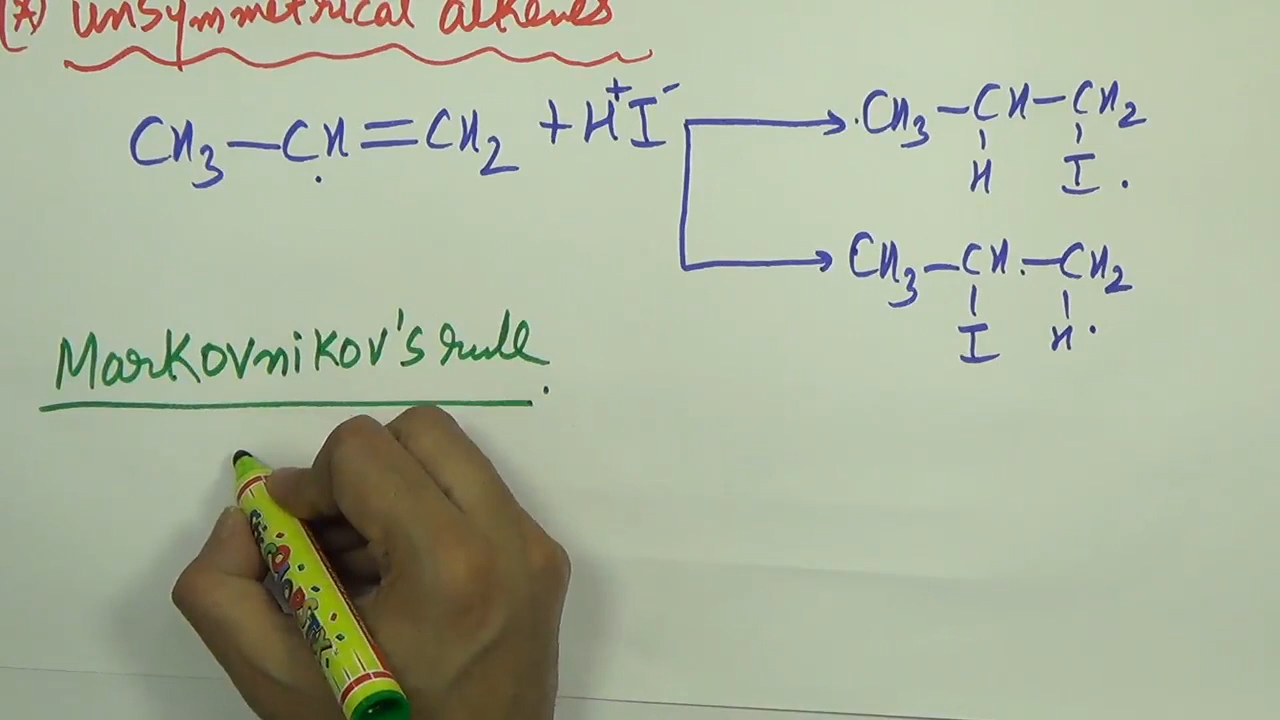 (A) unsymmetrical alkenes
CH3—CH=CH2 + H+I- → CH3—CH—CH2
H I
→ CH3—CH—CH2
I H
Markovnikov's rule